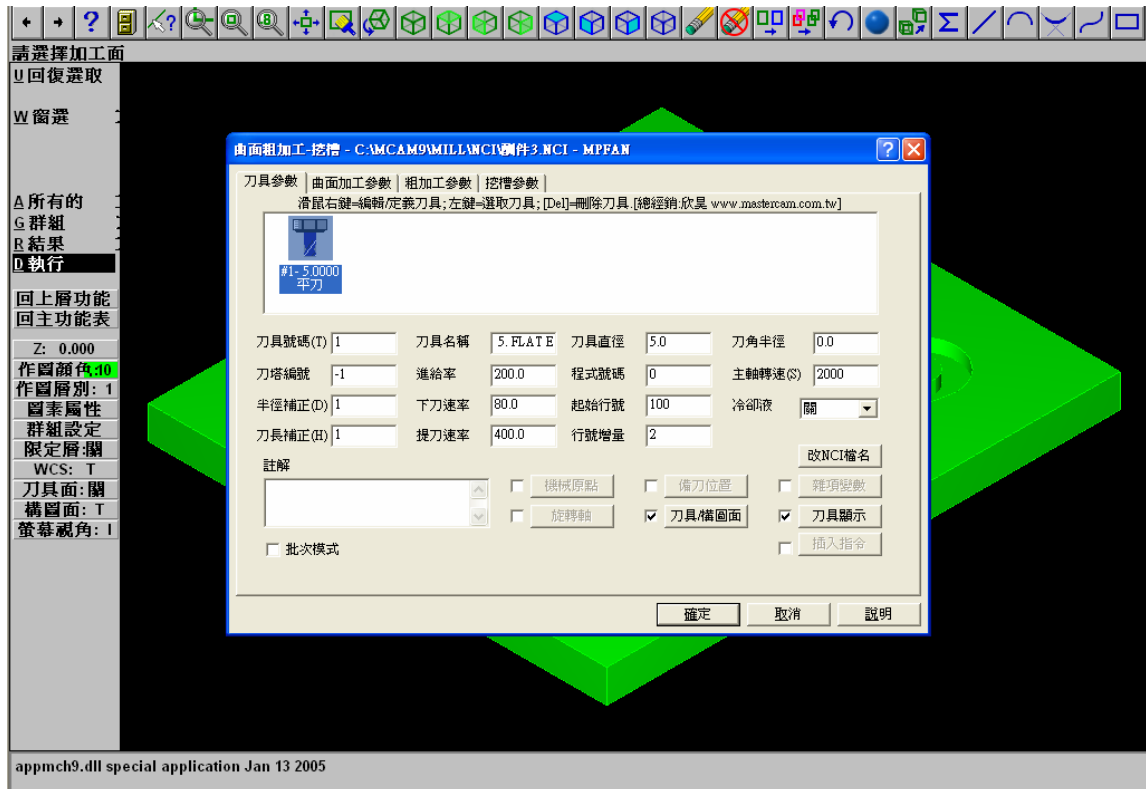 請選擇加工面
U回復選取
W窗選
A所有的
G群組
R結果
D執行
回上層功能
回主功能表
Z: 0.000
作圖顏色:10
作圖層別: 1
圖素屬性
群組設定
限定層:關
WCS: T
刀具面:關
構圖面: T
螢幕視角: I
曲面粗加工-挖槽 - C:\MCAM9\MILL\NCI\銅件3.NCI - MPFAN
刀具參數 曲面加工參數 粗加工參數 挖槽參數
滑鼠右鍵=編輯/定義刀具; 左鍵=選取刀具; [Del]=刪除刀具.[總經銷:欣昊 www.mastercam.com.tw]
#1- 5.0000
平刀
刀具號碼(T) 1 刀具名稱 5. FLAT E 刀具直徑 5.0 刀角半徑 0.0
刀塔編號 -1 進給率 200.0 程式號碼 0 主軸轉速(S) 2000
半徑補正(D) 1 下刀速率 80.0 起始行號 100 冷卻液 關
刀長補正(H) 1 提刀速率 400.0 行號增量 2
改NCI檔名
註解
機械原點 備刀位置 雜項變數
旋轉軸 刀具/構圖面 刀具顯示
批次模式 插入指令
確定 取消 說明
appmch9.dll special application Jan 13 2005